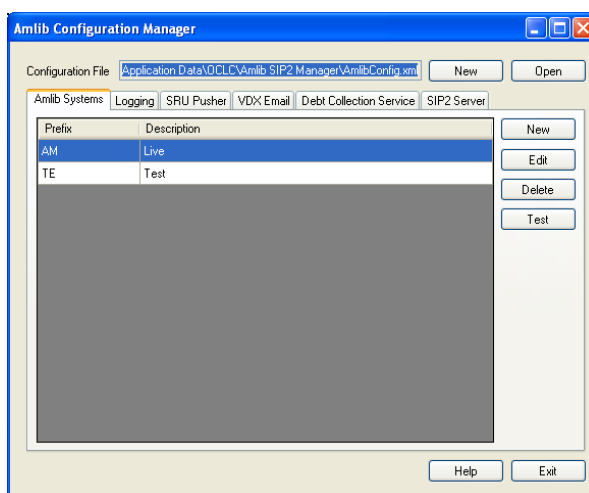 Amlib Configuration Manager
Configuration File Application Data\OCLC\Amlib SIP2 Manager\AmlibConfig.xml New Open
Amlib Systems Logging SRU Pusher VDX Email Debt Collection Service SIP2 Server
Prefix Description
AM Live
TE Test
New
Edit
Delete
Test
Help Exit